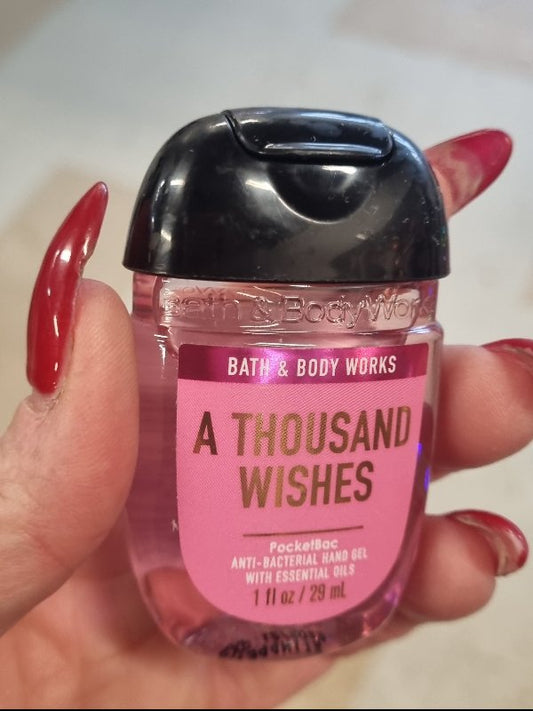 Bath & Body Works
BATH & BODY WORKS
A THOUSAND
WISHES
PocketBac
ANTI-BACTERIAL HAND GEL
WITH ESSENTIAL OILS
1 fl oz / 29 mL